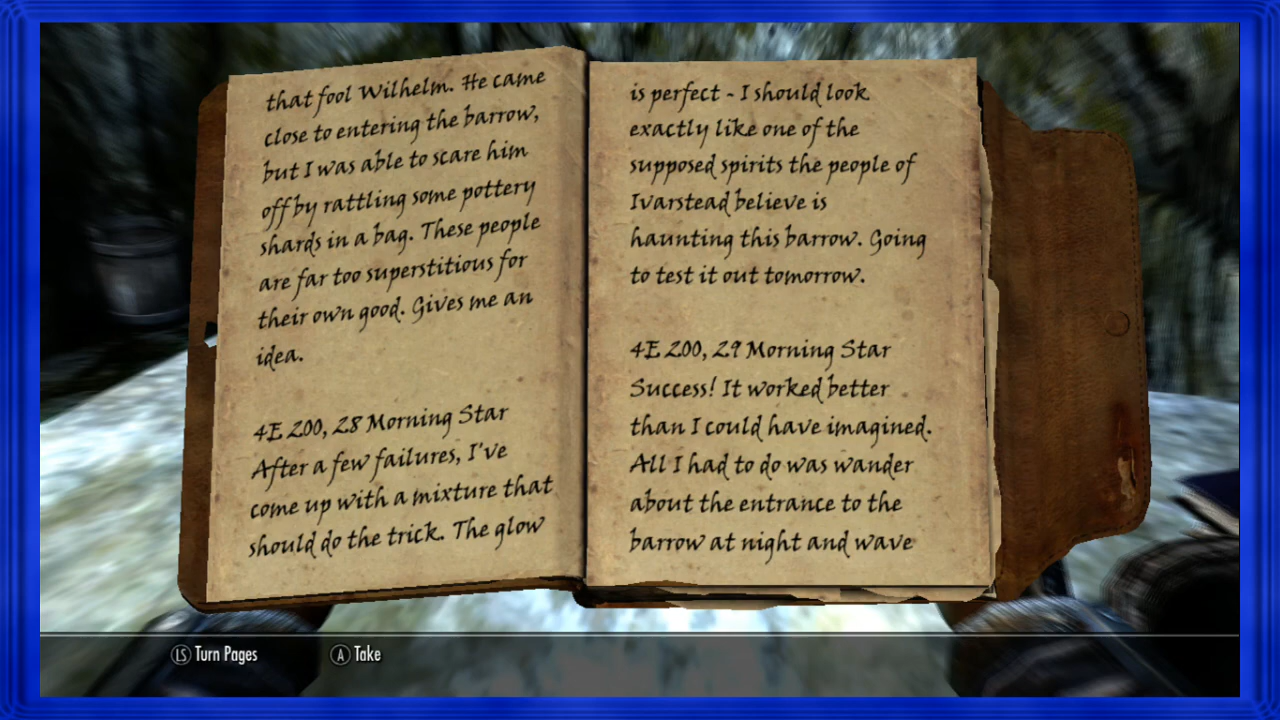 that fool Wilhelm. He came
close to entering the barrow,
but I was able to scare him
off by rattling some pottery
shards in a bag. These people
are far too superstitious for
their own good. Gives me an
idea.
4E 200, 28 Morning Star
After a few failures, I've
come up with a mixture that
should do the trick. The glow
is perfect - I should look
exactly like one of the
supposed spirits the people of
Ivarstead believe is
haunting this barrow. Going
to test it out tomorrow.
4E 200, 29 Morning Star
Success! It worked better
than I could have imagined.
All I had to do was wander
about the entrance to the
barrow at night and wave
LS Turn Pages
A Take